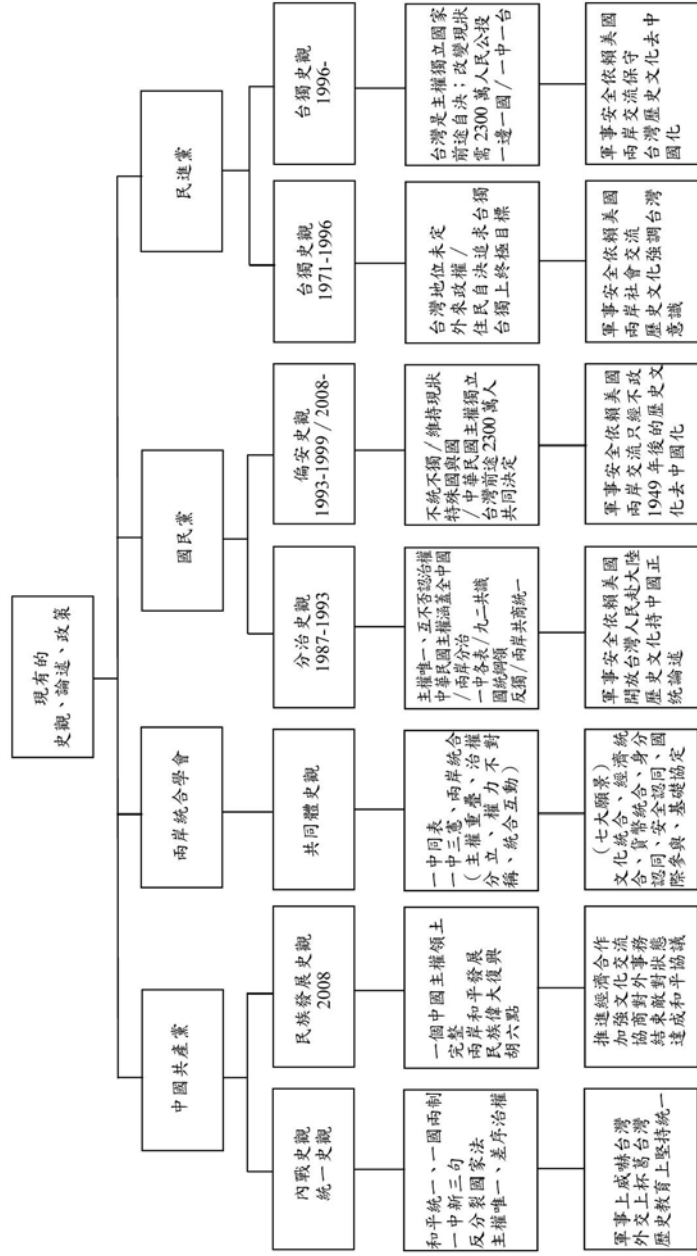 現有的
史觀、論述、政策
中國共產黨
兩岸統合學會
國民黨
民進黨
內戰史觀
統一史觀
民族發展史觀
2008
共同體史觀
分治史觀
1987-1993
偏安史觀
1993-1999 / 2008-
台獨史觀
1971-1996
台獨史觀
1996-
和平統一、一國兩制
一中新三句
反分裂國家法
主權唯一、差序治權
一個中國主權領土
完整
兩岸和平發展
民族偉大復興
胡六點
一中同表
一中三憲、兩岸統合
（主權重疊、治權
分立、權力不對
稱、統合互動）
主權唯一、互不否認治權
中華民國主權涵蓋全中國
/ 兩岸分治
一中各表/九二共識
國統綱領
反獨/兩岸共商統一
不統不獨/維持現狀
特殊國與國
/ 中華民國主權獨立
台灣前途2300萬人
共同決定
台灣地位未定
外來政權/
住民自決追求台獨
台獨上終極目標
台灣是主權獨立國家
前途自決；改變現狀
需2300萬人民公投
一邊一國/一中一台
軍事上威嚇台灣
外交上杯葛台灣
歷史教育上堅持統一
推進經濟合作
加強文化交流
協商對外事務
結束敵對狀態
達成和平協議
（七大願景）
文化統合、經濟統
合、貨幣統合、身分
認同、安全認同、國
際參與、基礎協定
軍事安全依賴美國
開放台灣人民赴大陸
歷史文化持中國正
統論述
軍事安全依賴美國
兩岸交流只經不政
1949年後的歷史文
化去中國化
軍事安全依賴美國
兩岸社會交流
歷史文化強調台灣
意識
軍事安全依賴美國
兩岸交流保守
台灣歷史文化去中
國化